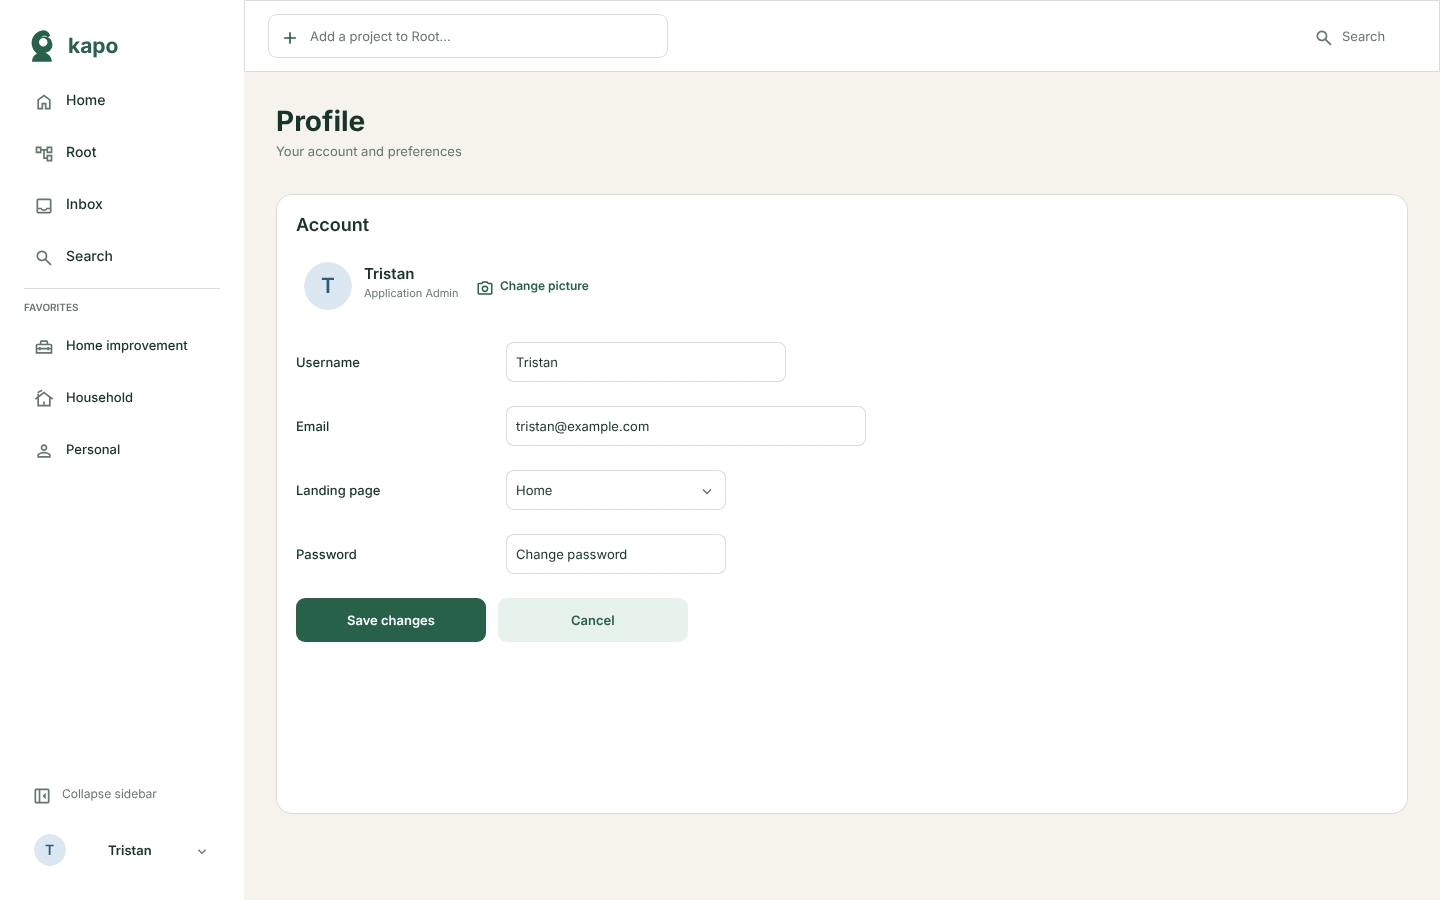 kapo
Home
Root
Inbox
Search
FAVORITES
Home improvement
Household
Personal
Collapse sidebar
T
Tristan
Add a project to Root...
Search
Profile
Your account and preferences
Account
T
Tristan
Application Admin
Change picture
Username
Tristan
Email
tristan@example.com
Landing page
Home
Password
Change password
Save changes
Cancel